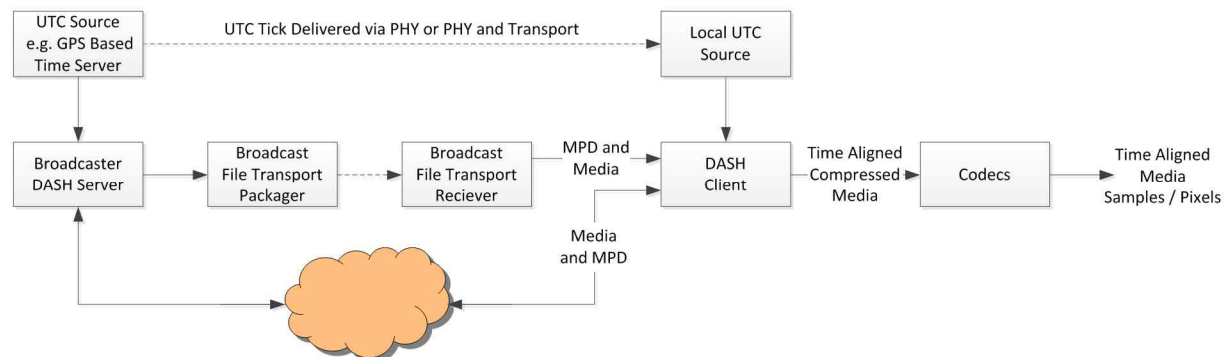 UTC Source
e.g. GPS Based
Time Server
UTC Tick Delivered via PHY or PHY and Transport
Local UTC
Source
Broadcaster
DASH Server
Broadcast
File Transport
Packager
Broadcast
File Transport
Reciever
MPD and
Media
DASH
Client
Time Aligned
Compressed
Media
Codecs
Time Aligned
Media
Samples / Pixels
Media
and MPD